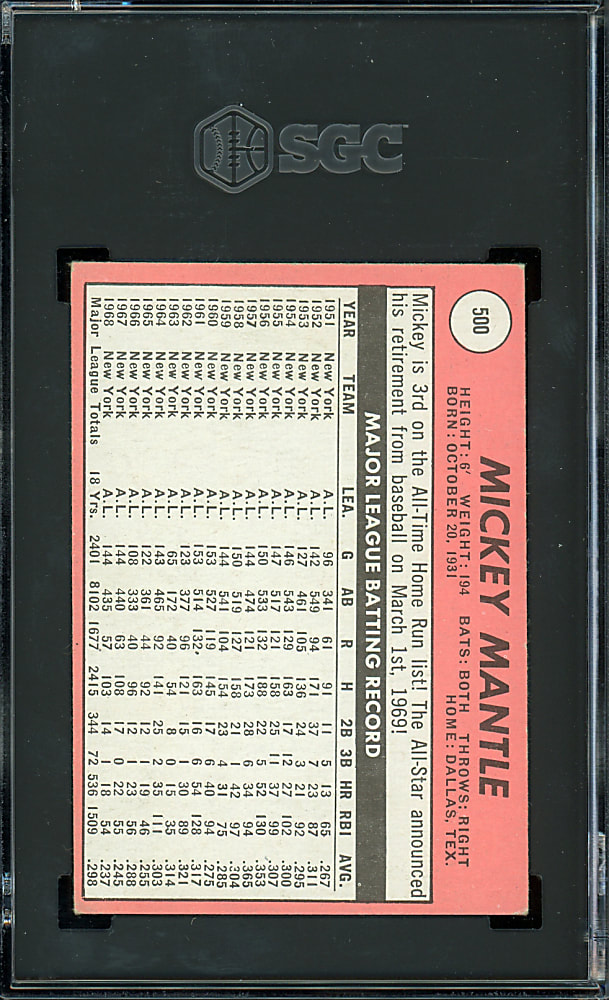 SGC
500
MICKEY MANTLE
HEIGHT: 6' WEIGHT: 194 BATS: BOTH THROWS: RIGHT
BORN: OCTOBER 20, 1931 HOME: DALLAS, TEX.
Mickey is 3rd on the All-Time Home Run list! The All-Star announced
his retirement from baseball on March 1st, 1969!
MAJOR LEAGUE BATTING RECORD
YEAR TEAM LEA. G AB R H 2B 3B HR RBI AVG.
1951 New York A.L. 96 341 61 91 11 5 13 65 .267
1952 New York A.L. 142 549 94 171 37 7 23 87 .311
1953 New York A.L. 127 461 105 136 24 3 21 92 .295
1954 New York A.L. 146 543 129 163 17 12 27 102 .300
1955 New York A.L. 147 517 121 158 25 11 37 99 .307
1956 New York A.L. 150 533 132 188 22 5 52 130 .353
1957 New York A.L. 144 474 121 173 28 6 34 94 .365
1958 New York A.L. 150 519 127 158 21 1 42 97 .304
1959 New York A.L. 144 541 104 154 23 4 31 75 .285
1960 New York A.L. 153 527 119 145 17 6 40 94 .275
1961 New York A.L. 153 514 132 163 16 6 54 128 .317
1962 New York A.L. 123 377 96 121 15 1 30 89 .321
1963 New York A.L. 65 172 40 54 8 0 15 35 .314
1964 New York A.L. 143 465 92 141 25 2 35 111 .303
1965 New York A.L. 122 361 44 92 12 1 19 46 .255
1966 New York A.L. 108 333 40 96 12 1 23 56 .288
1967 New York A.L. 144 440 63 108 17 0 22 55 .245
1968 New York A.L. 144 435 57 103 14 1 18 54 .237
Major League Totals 18 Yrs. 2401 8102 1677 2415 344 72 536 1509 .298